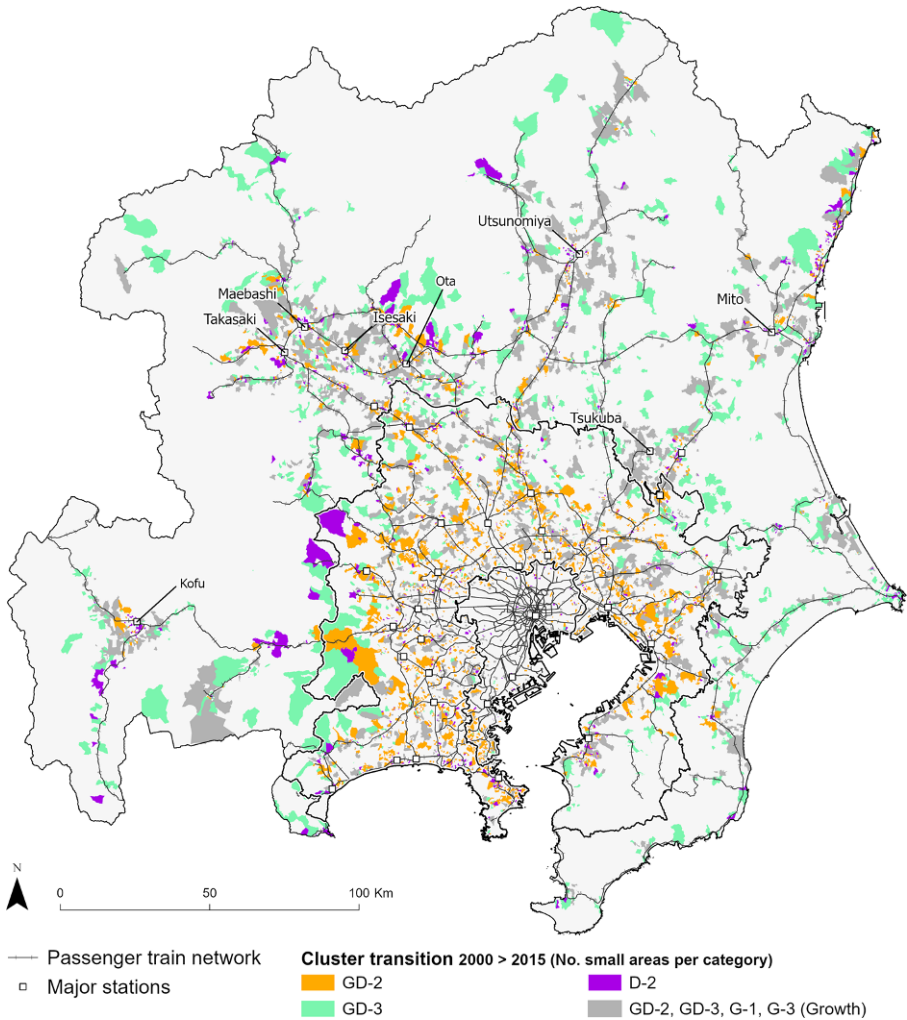 Utsunomiya
Ota
Maebashi
Takasaki
Isesaki
Mito
Tsukuba
Kofu
N
0 50 100 Km
Passenger train network
Major stations
Cluster transition 2000 > 2015 (No. small areas per category)
GD-2
D-2
GD-3
GD-2, GD-3, G-1, G-3 (Growth)